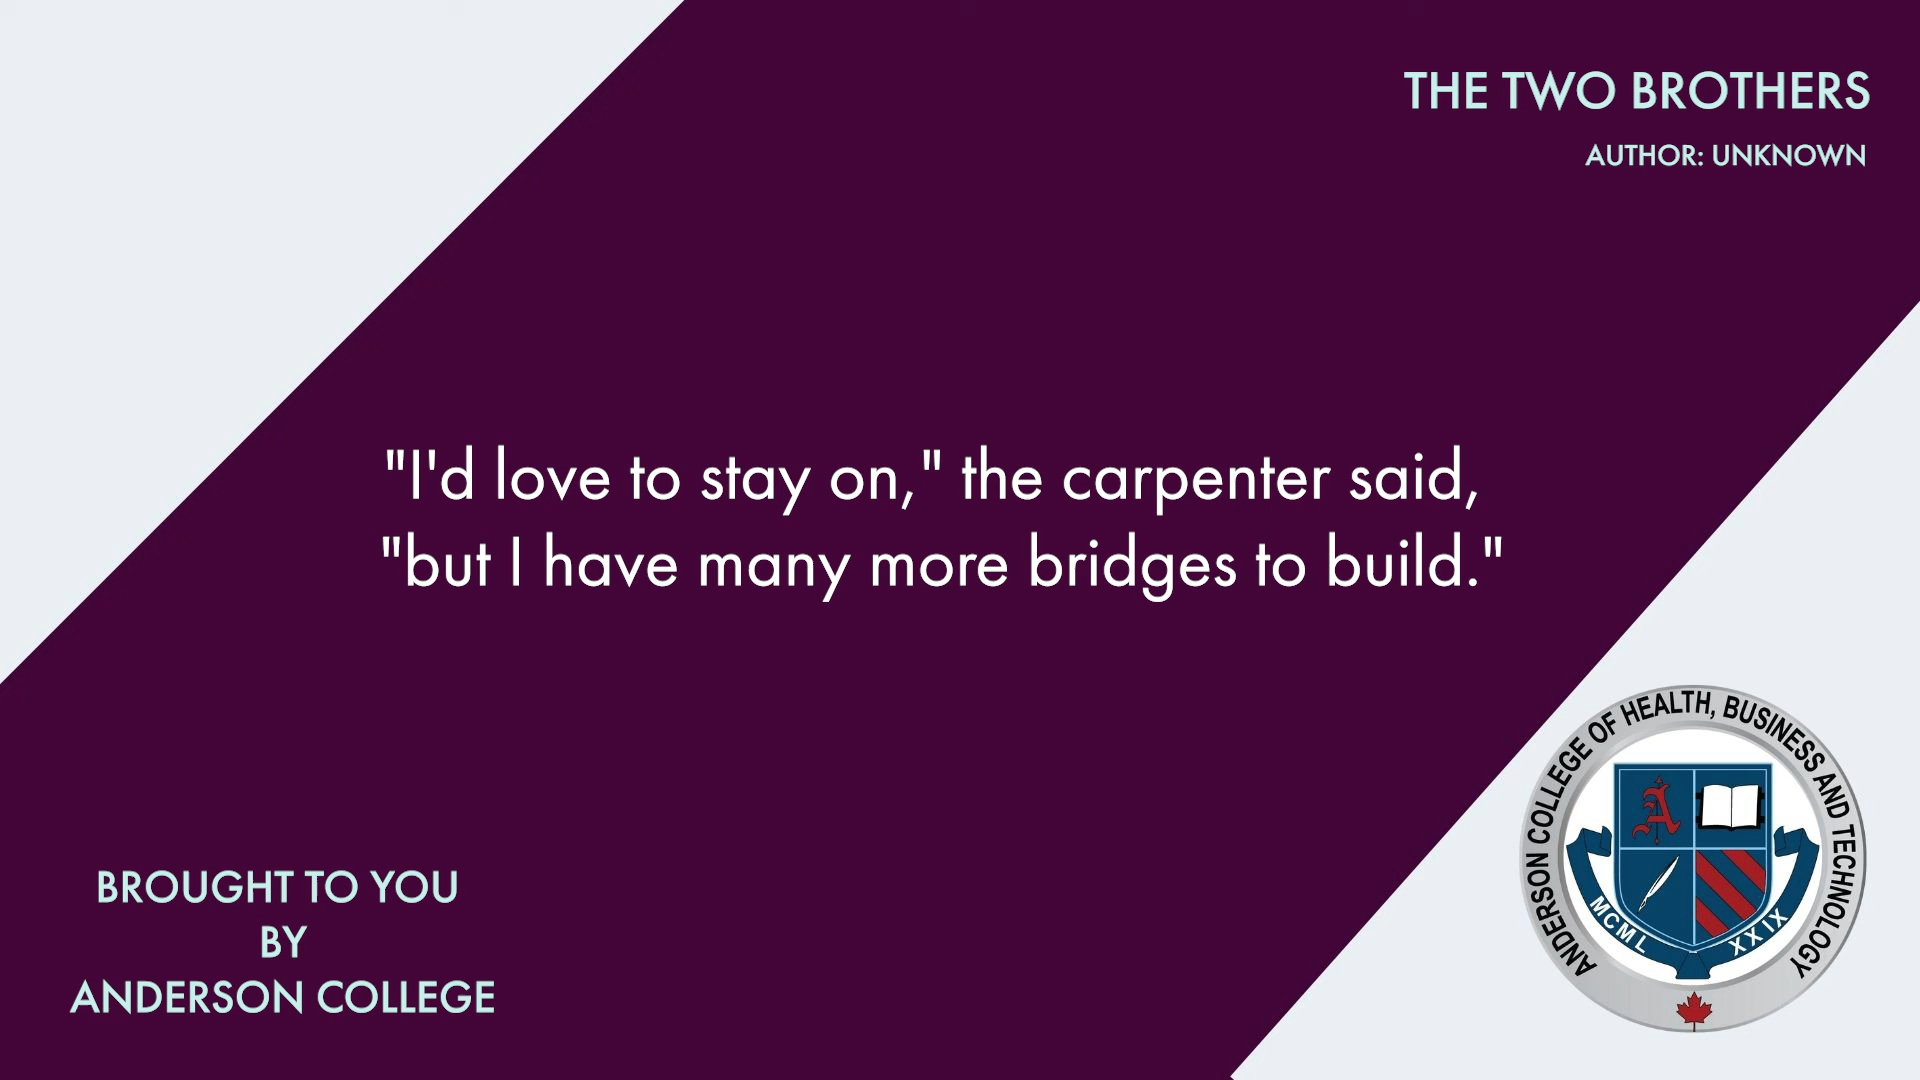 THE TWO BROTHERS
AUTHOR: UNKNOWN
"I'd love to stay on," the carpenter said,
"but I have many more bridges to build."
BROUGHT TO YOU
BY
ANDERSON COLLEGE
ANDERSON COLLEGE OF HEALTH, BUSINESS AND TECHNOLOGY
A
MCML XXIX